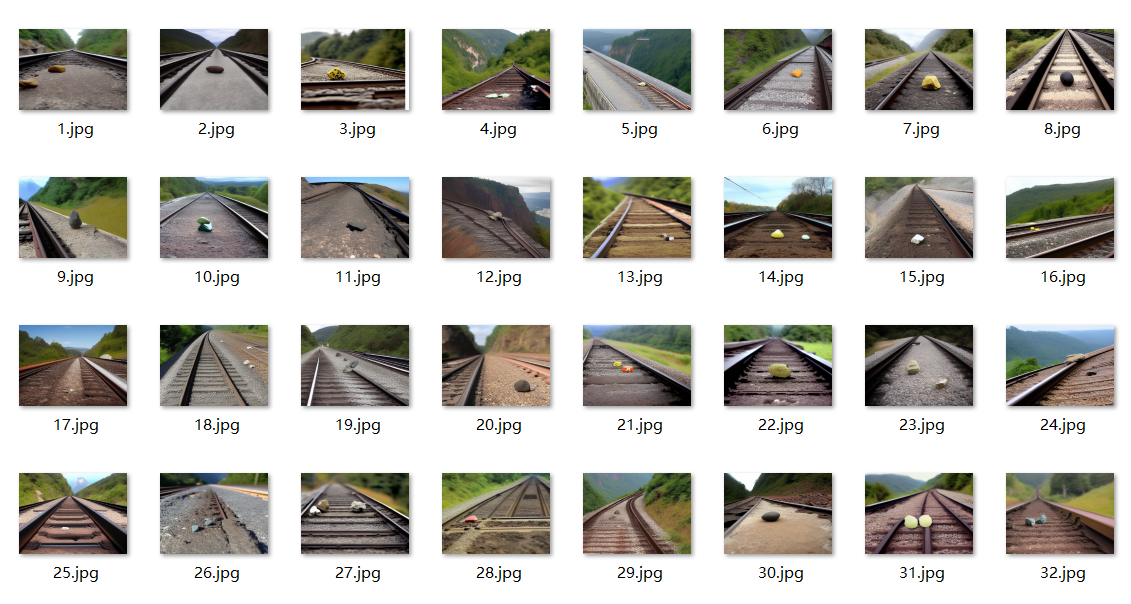 1.jpg 2.jpg 3.jpg 4.jpg 5.jpg 6.jpg 7.jpg 8.jpg
9.jpg 10.jpg 11.jpg 12.jpg 13.jpg 14.jpg 15.jpg 16.jpg
17.jpg 18.jpg 19.jpg 20.jpg 21.jpg 22.jpg 23.jpg 24.jpg
25.jpg 26.jpg 27.jpg 28.jpg 29.jpg 30.jpg 31.jpg 32.jpg